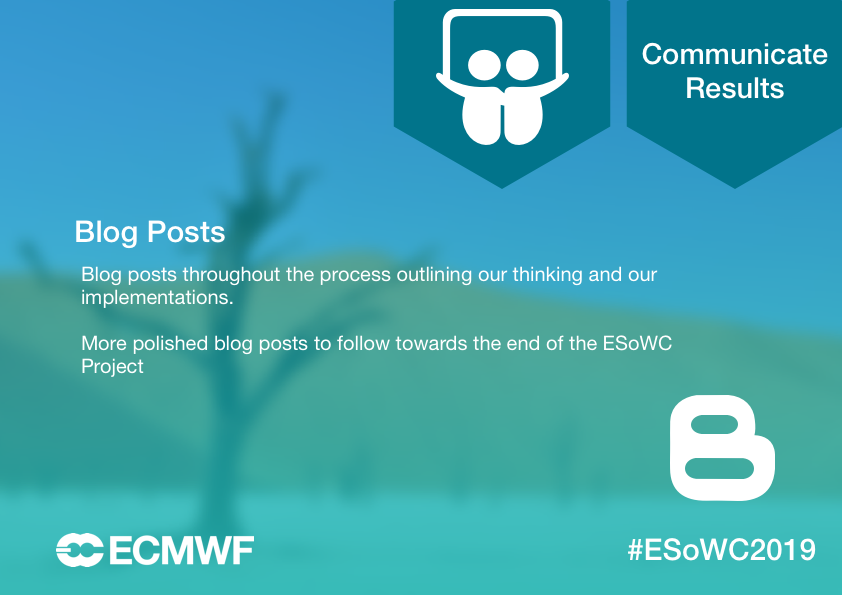 Communicate
Results
Blog Posts
Blog posts throughout the process outlining our thinking and our
implementations.
More polished blog posts to follow towards the end of the ESoWC
Project
ECMWF
#ESoWC2019